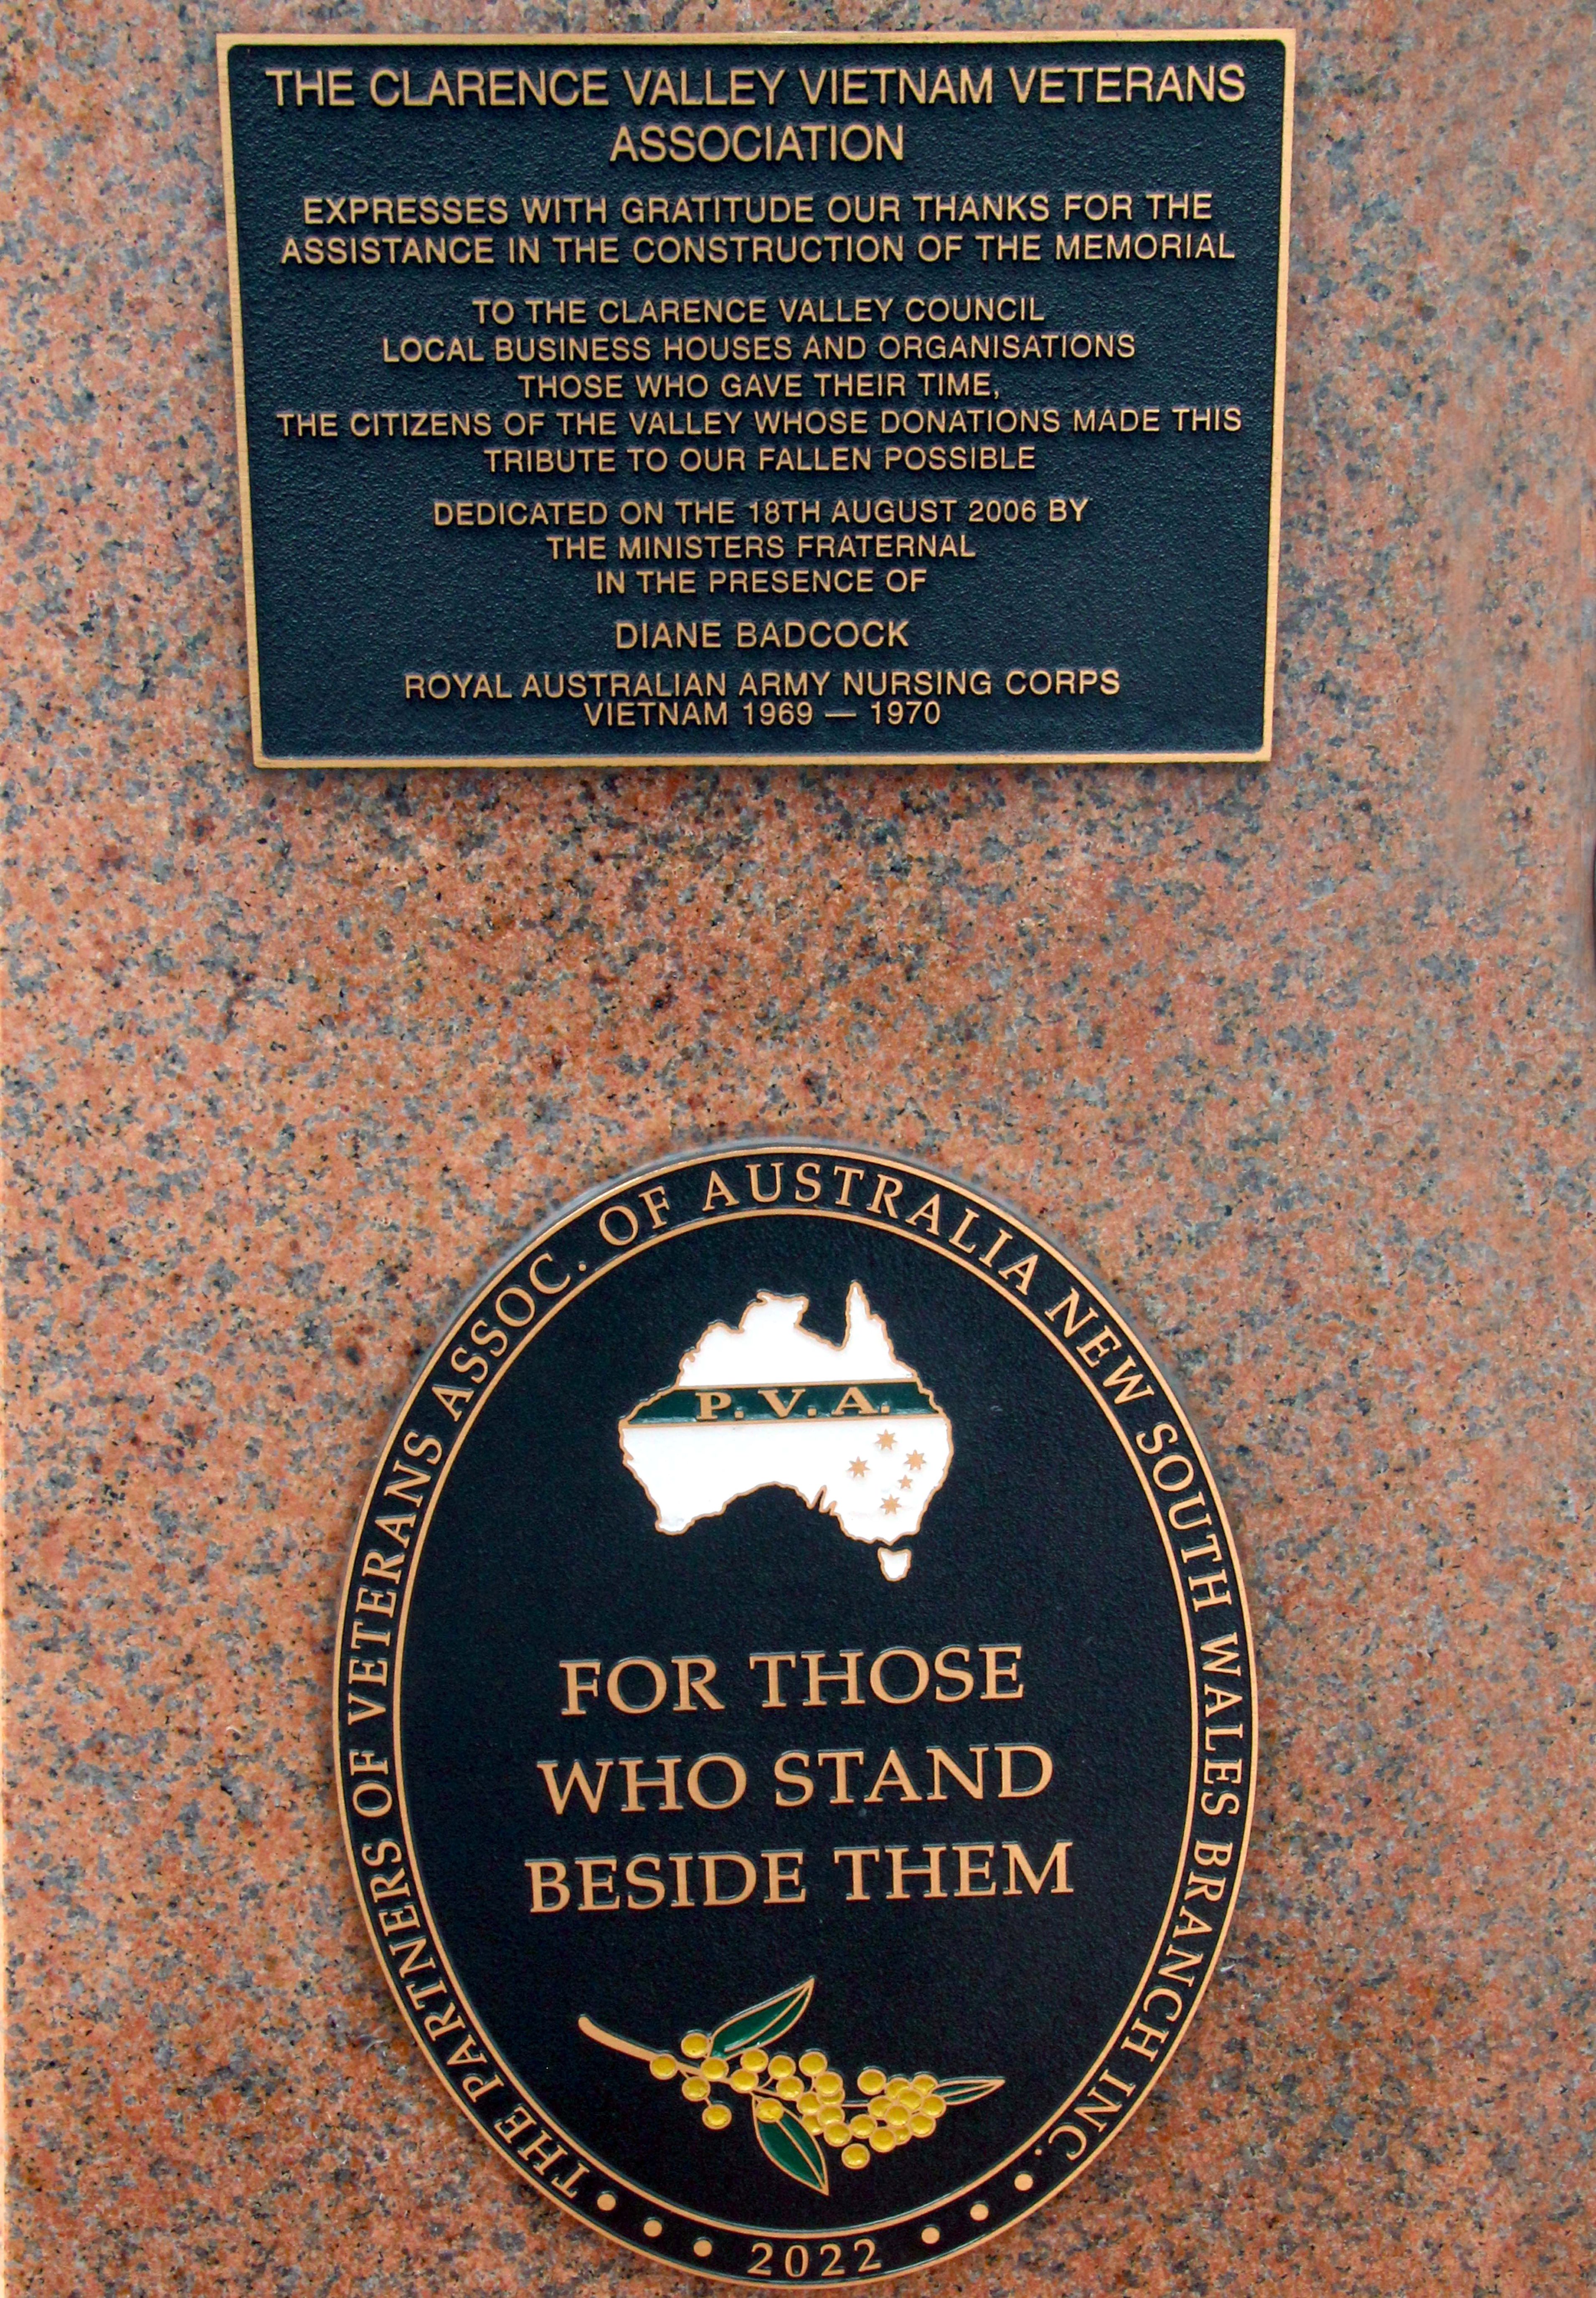 THE CLARENCE VALLEY VIETNAM VETERANS
ASSOCIATION
EXPRESSES WITH GRATITUDE OUR THANKS FOR THE
ASSISTANCE IN THE CONSTRUCTION OF THE MEMORIAL
TO THE CLARENCE VALLEY COUNCIL
LOCAL BUSINESS HOUSES AND ORGANISATIONS
THOSE WHO GAVE THEIR TIME,
THE CITIZENS OF THE VALLEY WHOSE DONATIONS MADE THIS
TRIBUTE TO OUR FALLEN POSSIBLE
DEDICATED ON THE 18TH AUGUST 2006 BY
THE MINISTERS FRATERNAL
IN THE PRESENCE OF
DIANE BADCOCK
ROYAL AUSTRALIAN ARMY NURSING CORPS
VIETNAM 1969 — 1970
THE PARTNERS OF VETERANS ASSOC. OF AUSTRALIA NEW SOUTH WALES BRANCH INC.
P.V.A.
FOR THOSE
WHO STAND
BESIDE THEM
• • • 2022 • • •